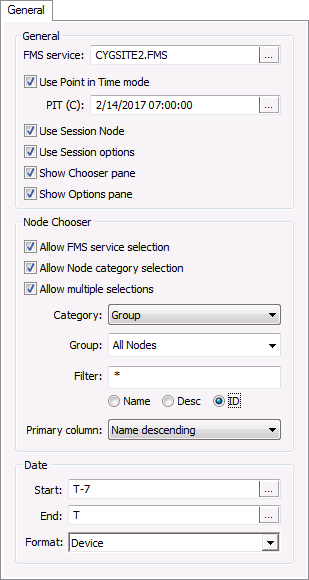 General
General
FMS service: CYGSITE2.FMS ...
Use Point in Time mode
PIT (C): 2/14/2017 07:00:00 ...
Use Session Node
Use Session options
Show Chooser pane
Show Options pane
Node Chooser
Allow FMS service selection
Allow Node category selection
Allow multiple selections
Category: Group
Group: All Nodes
Filter: *
Name Desc ID
Primary column: Name descending
Date
Start: T-7 ...
End: T ...
Format: Device